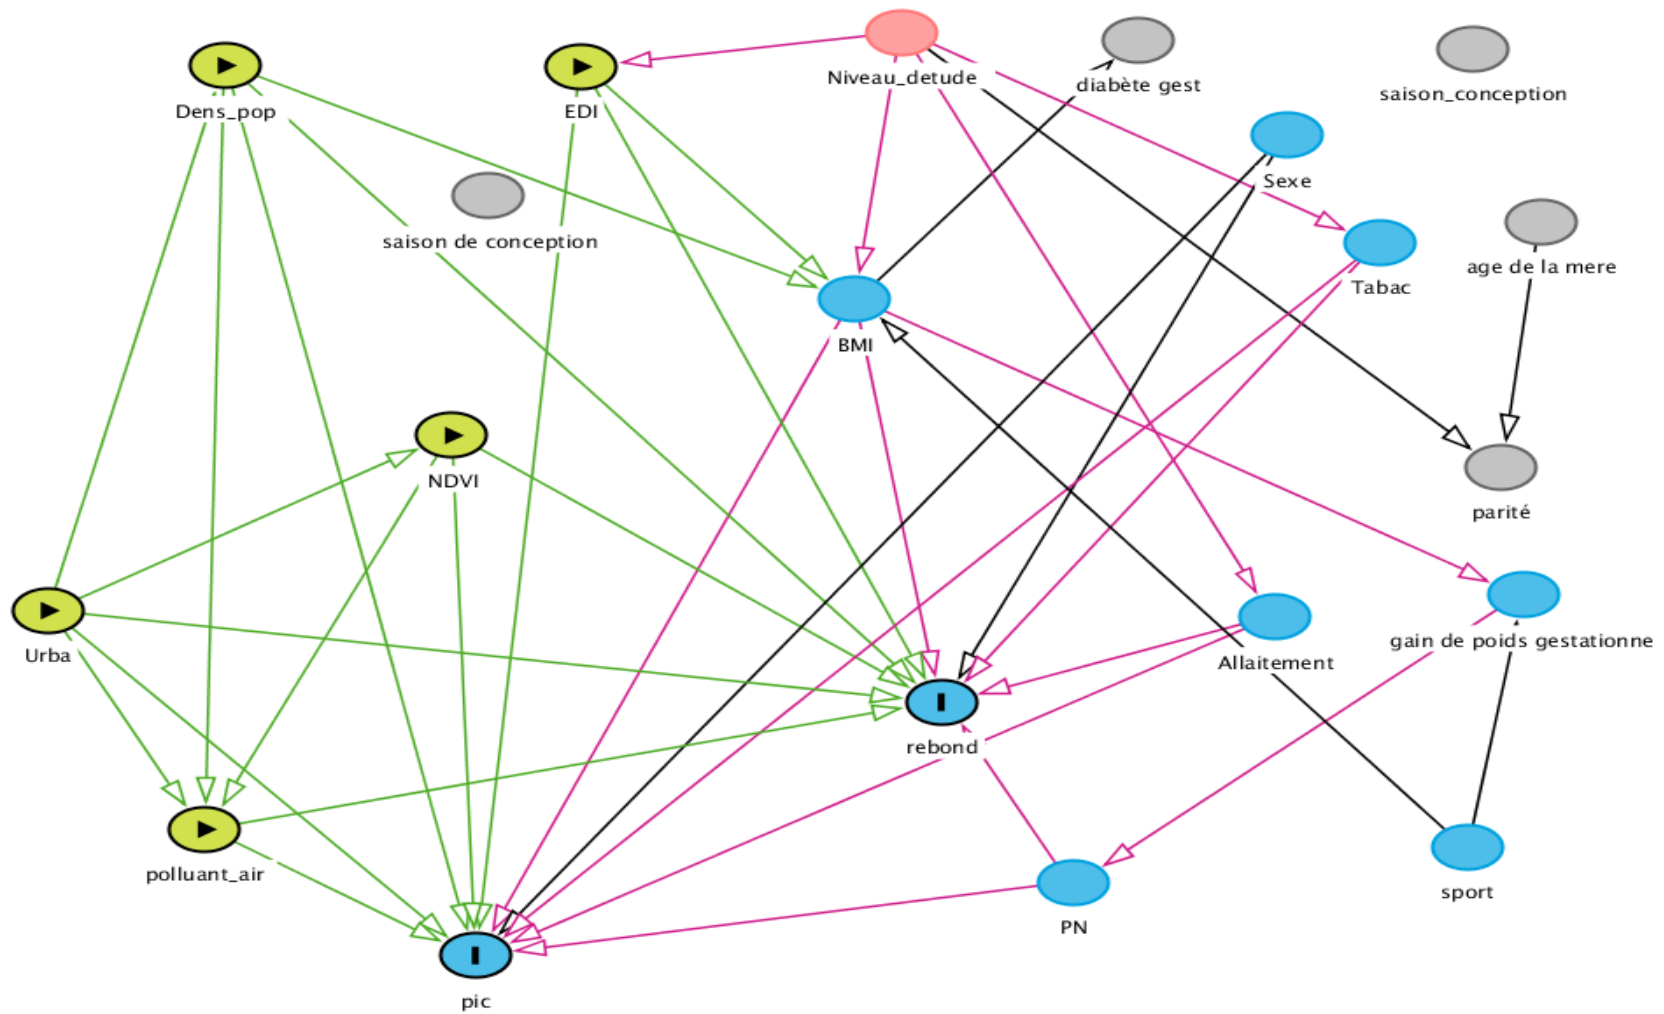 Niveau_detude
diabète gest
saison_conception
Dens_pop
EDI
Sexe
saison de conception
age de la mere
Tabac
BMI
NDVI
parité
gain de poids gestationne
Urba
Allaitement
rebond
polluant_air
sport
PN
pic